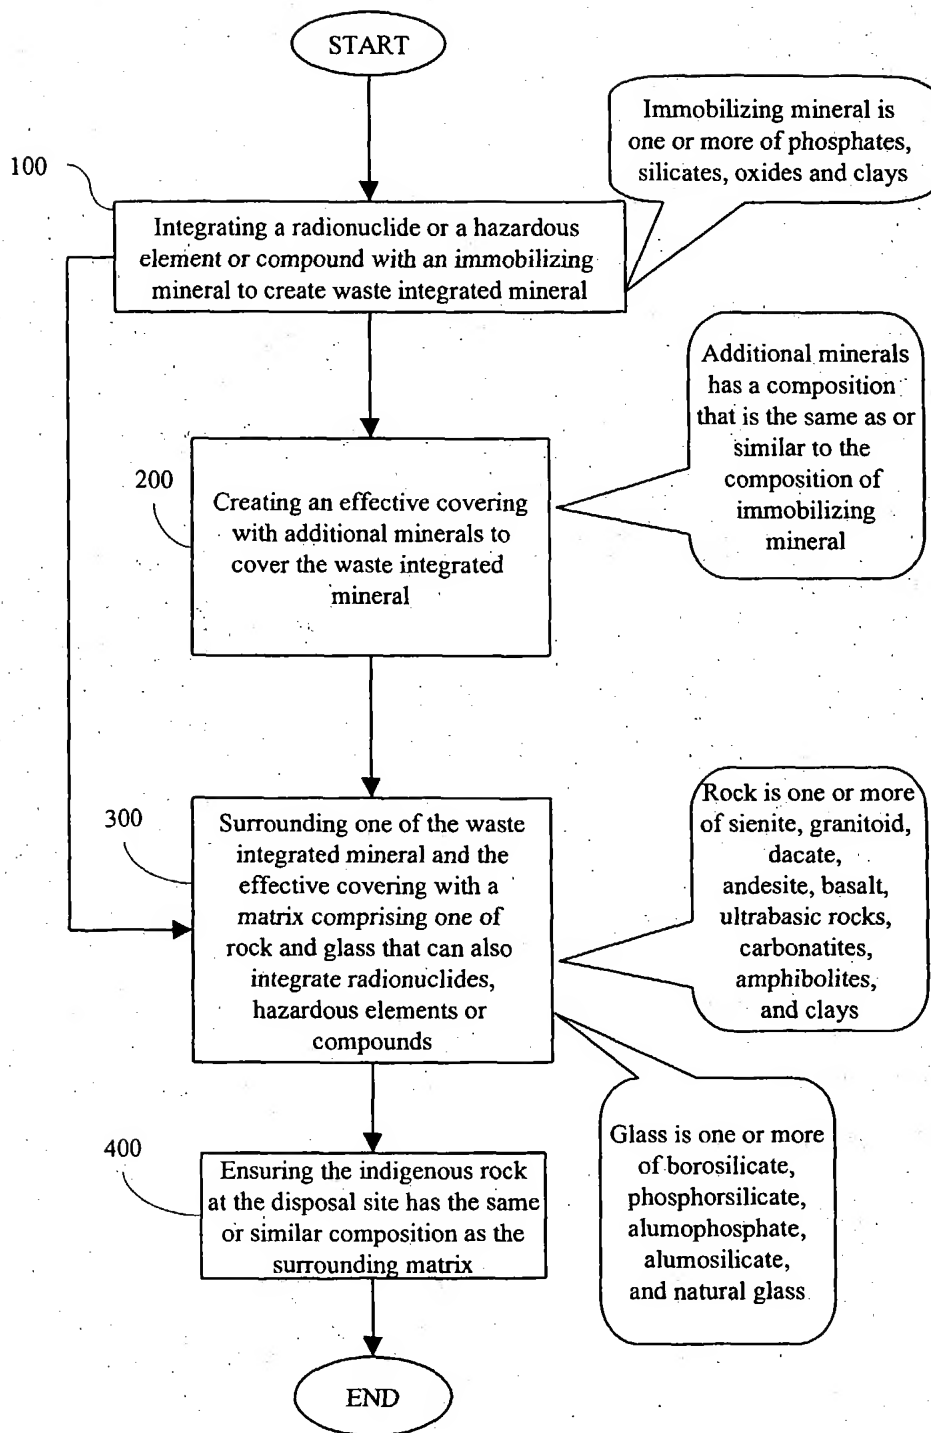 START
Immobilizing mineral is
one or more of phosphates,
silicates, oxides and clays
100
Integrating a radionuclide or a hazardous
element or compound with an immobilizing
mineral to create waste integrated mineral
Additional minerals
has a composition
that is the same as or
similar to the
composition of
immobilizing
mineral
200
Creating an effective covering
with additional minerals to
cover the waste integrated
mineral
300
Surrounding one of the waste
integrated mineral and the
effective covering with a
matrix comprising one of
rock and glass that can also
integrate radionuclides,
hazardous elements or
compounds
Rock is one or more
of sienite, granitoid,
dacate,
andesite, basalt,
ultrabasic rocks,
carbonatites,
amphibolites,
and clays
Glass is one or more
of borosilicate,
phosphorsilicate,
alumophosphate,
alumosilicate,
and natural glass
400
Ensuring the indigenous rock
at the disposal site has the same
or similar composition as the
surrounding matrix
END